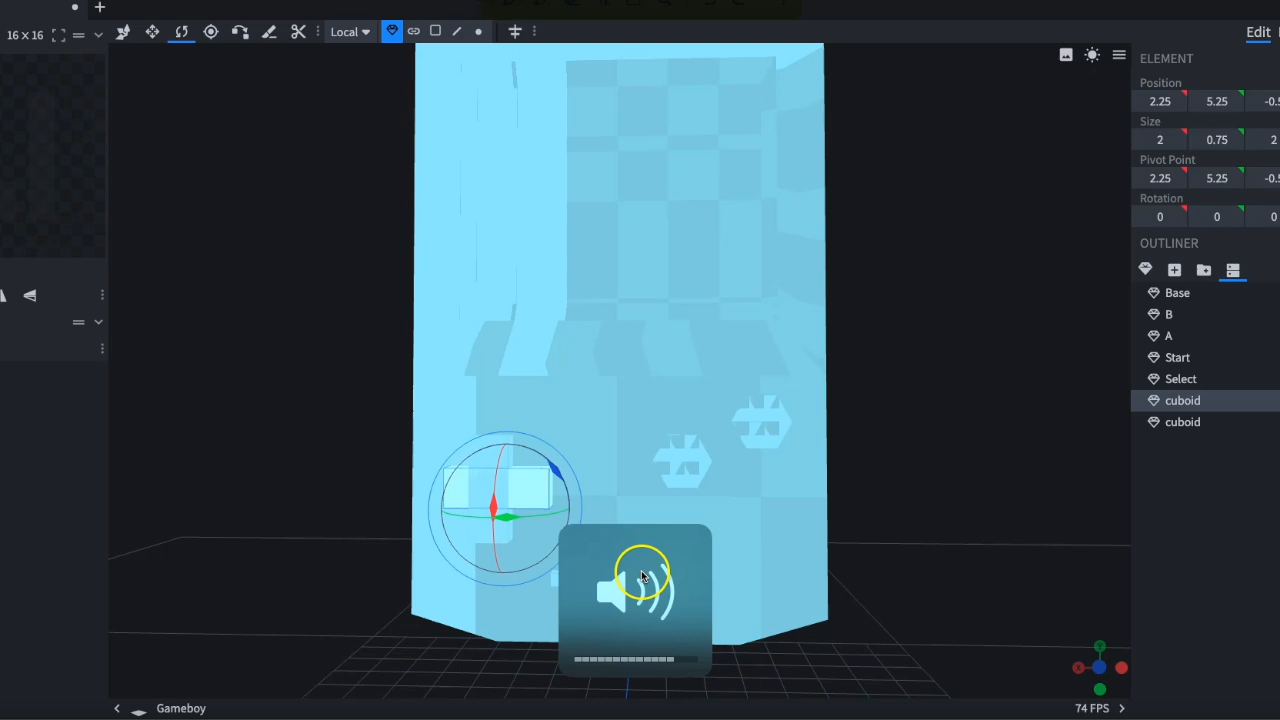 16 × 16
Local
Edit
ELEMENT
Position
2.25 5.25 -0.5
Size
2 0.75 2
Pivot Point
2.25 5.25 -0.5
Rotation
0 0 0
OUTLINER
Base
B
A
Start
Select
cuboid
cuboid
Gameboy
74 FPS